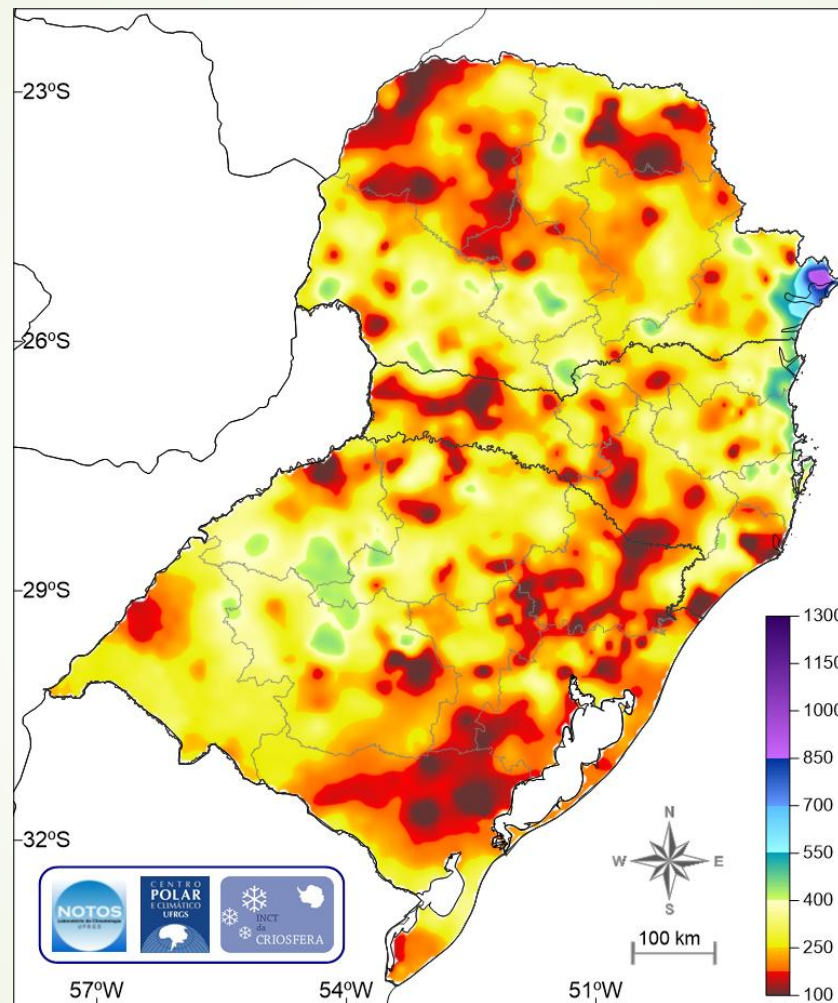 23ºS
26ºS
29ºS
32ºS
57ºW
54ºW
51ºW
1300
1150
1000
850
700
550
400
250
100
N
W
E
S
100 km
NOTOS
UFRGS
CENTRO
POLAR
E CLIMÁTICO
UFRGS
INCT
da
CRIOSFERA